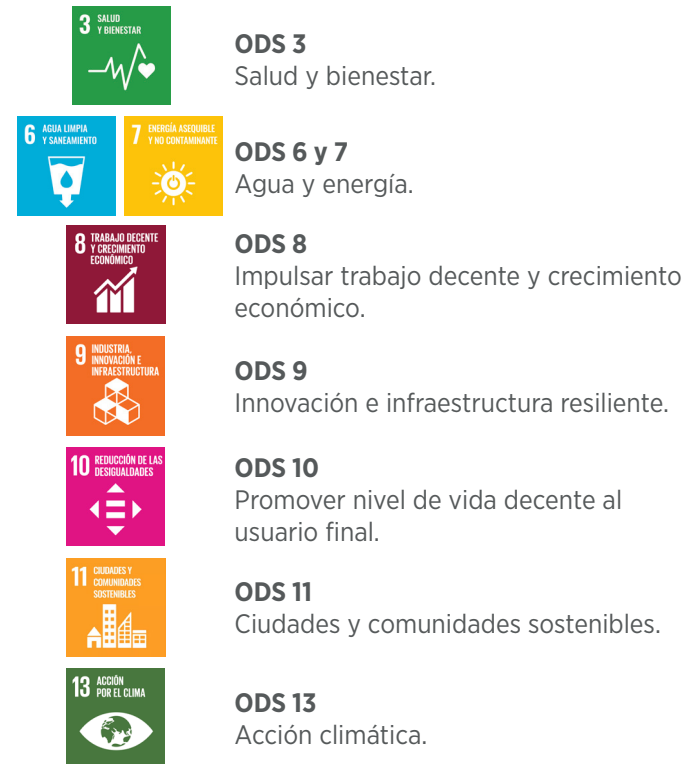 3 SALUD
Y BIENESTAR
ODS 3
Salud y bienestar.
6 AGUA LIMPIA
Y SANEAMIENTO
7 ENERGÍA ASEQUIBLE
Y NO CONTAMINANTE
ODS 6 y 7
Agua y energía.
8 TRABAJO DECENTE
Y CRECIMIENTO
ECONÓMICO
ODS 8
Impulsar trabajo decente y crecimiento
económico.
9 INDUSTRIA,
INNOVACIÓN E
INFRAESTRUCTURA
ODS 9
Innovación e infraestructura resiliente.
10 REDUCCIÓN DE LAS
DESIGUALDADES
ODS 10
Promover nivel de vida decente al
usuario final.
11 CIUDADES Y
COMUNIDADES
SOSTENIBLES
ODS 11
Ciudades y comunidades sostenibles.
13 ACCIÓN
POR EL CLIMA
ODS 13
Acción climática.